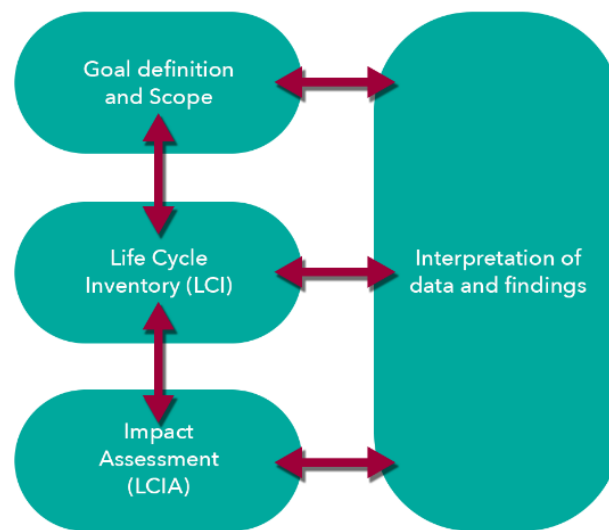 Goal definition
and Scope
Life Cycle
Inventory (LCI)
Interpretation of
data and findings
Impact
Assessment
(LCIA)